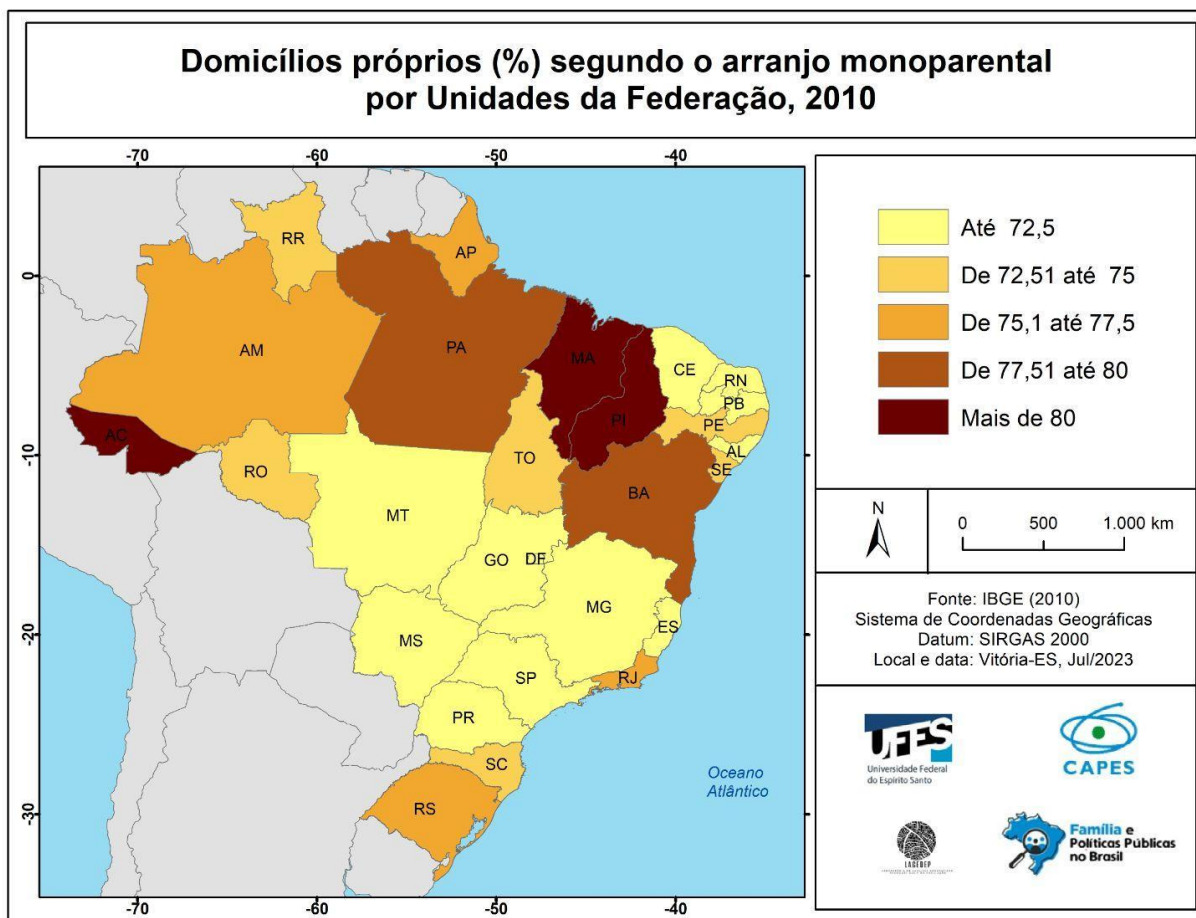 Domicílios próprios (%) segundo o arranjo monoparental
por Unidades da Federação, 2010
-70 -60 -50 -40
RR
AP
0
AM
PA
MA
CE
RN
PB
PI
PE
AC
AL
-10
RO
TO
SE
BA
MT
GO
DF
MG
ES
-20
MS
SP
RJ
PR
SC
Oceano
Atlântico
RS
-30
-70 -60 -50 -40
Até 72,5
De 72,51 até 75
De 75,1 até 77,5
De 77,51 até 80
Mais de 80
N
0 500 1.000 km
Fonte: IBGE (2010)
Sistema de Coordenadas Geográficas
Datum: SIRGAS 2000
Local e data: Vitória-ES, Jul/2023
UFES
Universidade Federal
do Espírito Santo
CAPES
LACEDEP
Família e
Políticas Públicas
no Brasil